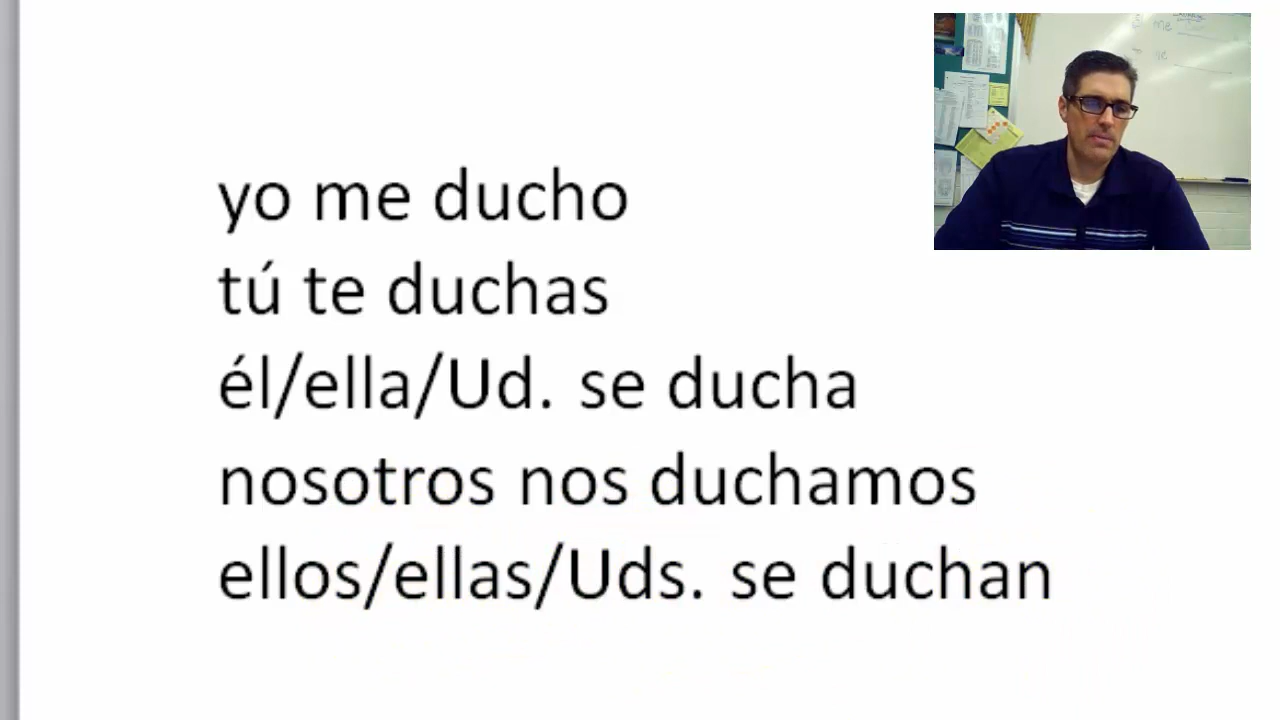 yo me ducho
tú te duchas
él/ella/Ud. se ducha
nosotros nos duchamos
ellos/ellas/Uds. se duchan
me